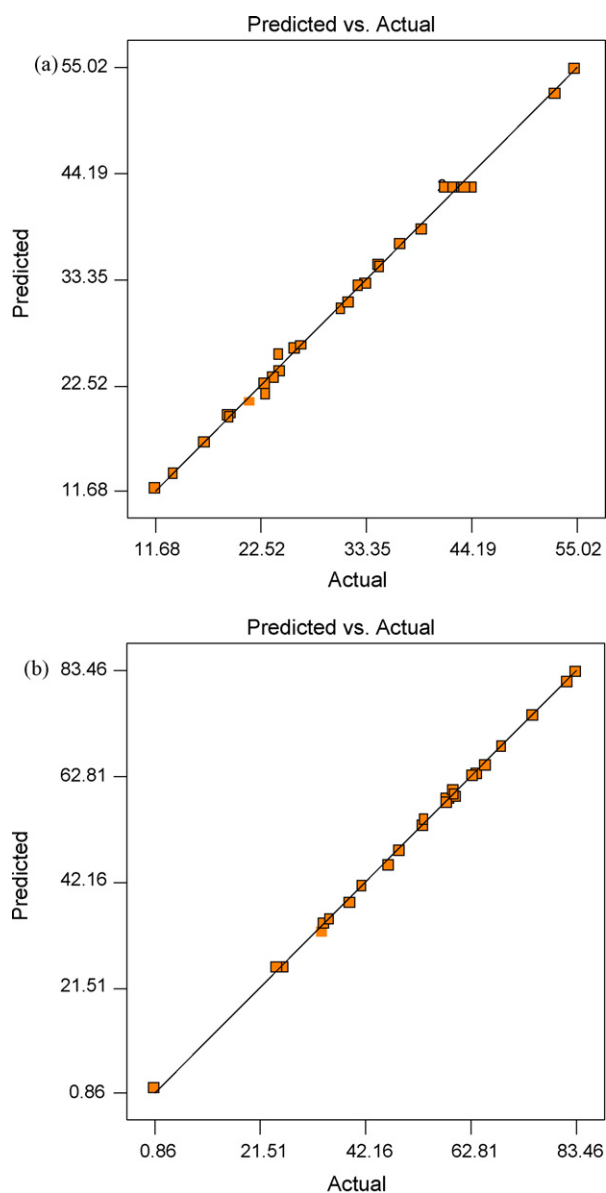 Predicted vs. Actual
(a)
55.02
44.19
33.35
22.52
11.68
Predicted
11.68 22.52 33.35 44.19 55.02
Actual
Predicted vs. Actual
(b)
83.46
62.81
42.16
21.51
0.86
Predicted
0.86 21.51 42.16 62.81 83.46
Actual